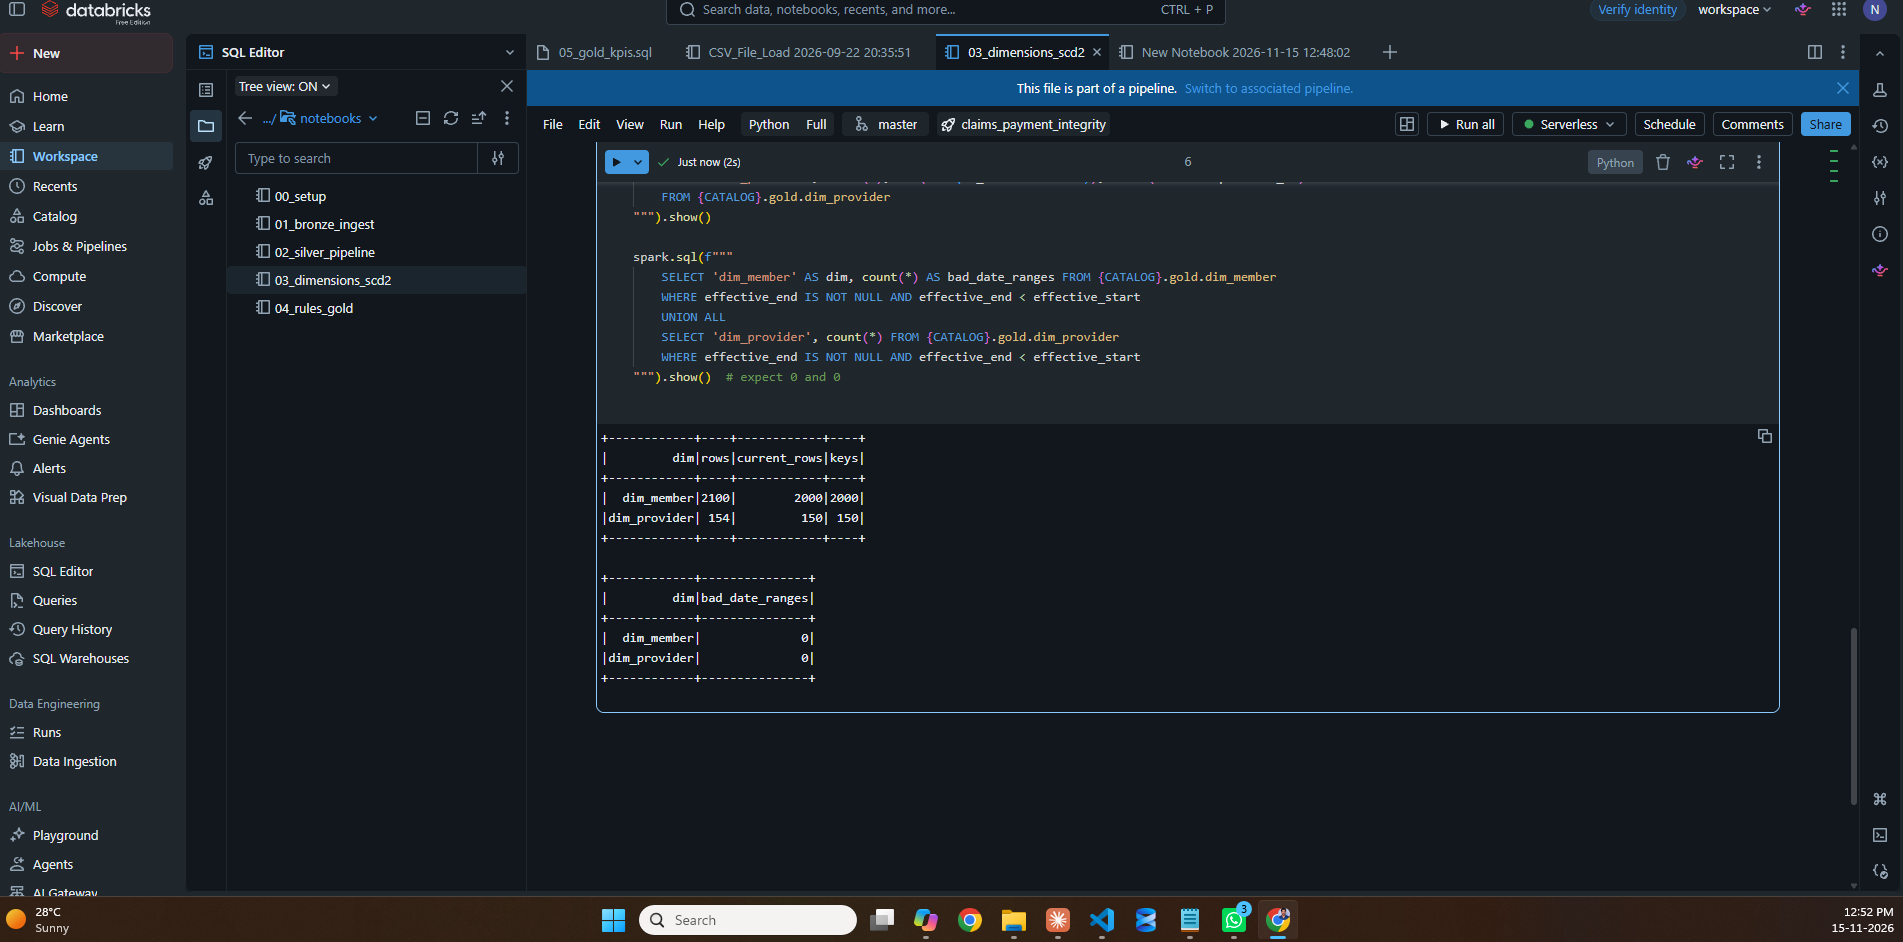 databricks
Free Edition
Search data, notebooks, recents, and more...
CTRL + P
Verify identity
workspace
N
New
Home
Learn
Workspace
Recents
Catalog
Jobs & Pipelines
Compute
Discover
Marketplace
Analytics
Dashboards
Genie Agents
Alerts
Visual Data Prep
Lakehouse
SQL Editor
Queries
Query History
SQL Warehouses
Data Engineering
Runs
Data Ingestion
AI/ML
Playground
Agents
AI Gateway
SQL Editor
Tree view: ON
.../ notebooks
Type to search
00_setup
01_bronze_ingest
02_silver_pipeline
03_dimensions_scd2
04_rules_gold
05_gold_kpis.sql
CSV_File_Load 2026-09-22 20:35:51
03_dimensions_scd2
New Notebook 2026-11-15 12:48:02
This file is part of a pipeline. Switch to associated pipeline.
File Edit View Run Help Python Full master claims_payment_integrity
Run all
Serverless
Schedule
Comments
Share
Just now (2s)
6
Python
FROM {CATALOG}.gold.dim_provider
""").show()
spark.sql(f"""
SELECT 'dim_member' AS dim, count(*) AS bad_date_ranges FROM {CATALOG}.gold.dim_member
WHERE effective_end IS NOT NULL AND effective_end < effective_start
UNION ALL
SELECT 'dim_provider', count(*) FROM {CATALOG}.gold.dim_provider
WHERE effective_end IS NOT NULL AND effective_end < effective_start
""").show()  # expect 0 and 0
+------------+----+------------+----+
|         dim|rows|current_rows|keys|
+------------+----+------------+----+
|  dim_member|2100|        2000|2000|
|dim_provider| 154|         150| 150|
+------------+----+------------+----+
+------------+---------------+
|         dim|bad_date_ranges|
+------------+---------------+
|  dim_member|              0|
|dim_provider|              0|
+------------+---------------+
28°C
Sunny
Search
3
12:52 PM
15-11-2026